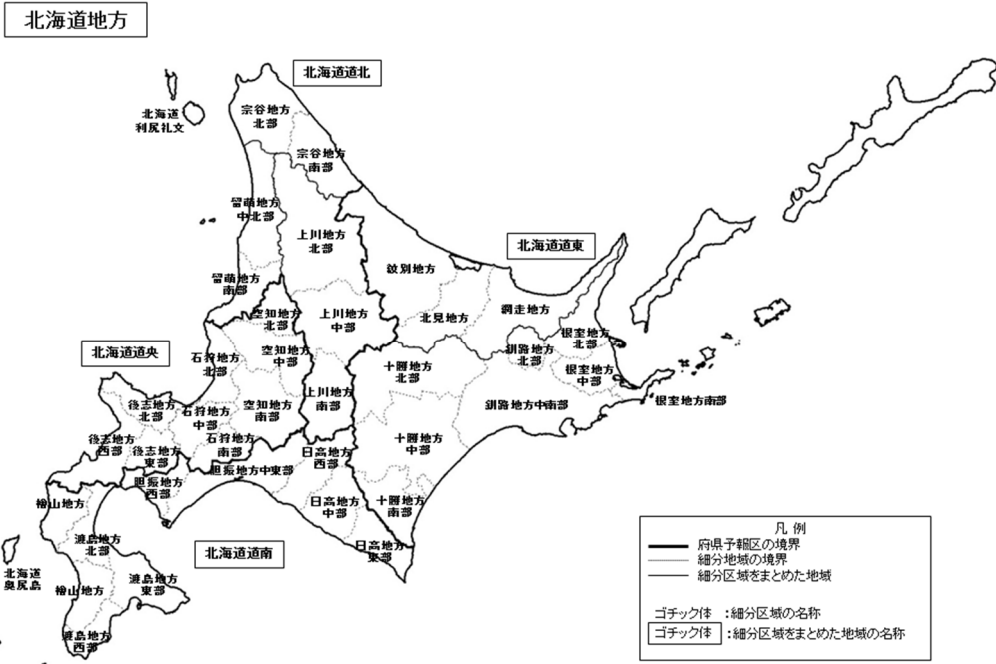 北海道地方
北海道道北
北海道
利尻礼文
宗谷地方
北部
宗谷地方
南部
留萌地方
中北部
上川地方
北部
北海道道東
紋別地方
留萌地方
南部
空知地方
北部
上川地方
中部
北見地方
網走地方
根室地方
北部
北海道道央
石狩地方
北部
空知地方
中部
釧路地方
北部
十勝地方
北部
根室地方
中部
上川地方
南部
後志地方
北部
石狩地方
中部
空知地方
南部
釧路地方中南部
根室地方南部
後志地方
西部
後志地方
東部
石狩地方
南部
十勝地方
中部
日高地方
西部
胆振地方中東部
胆振地方
西部
檜山地方
日高地方
中部
十勝地方
南部
渡島地方
北部
北海道道南
日高地方
東部
北海道
奥尻島
檜山地方
渡島地方
東部
渡島地方
西部
凡例
府県予報区の境界
細分地域の境界
細分区域をまとめた地域
ゴチック体 :細分区域の名称
ゴチック体 :細分区域をまとめた地域の名称